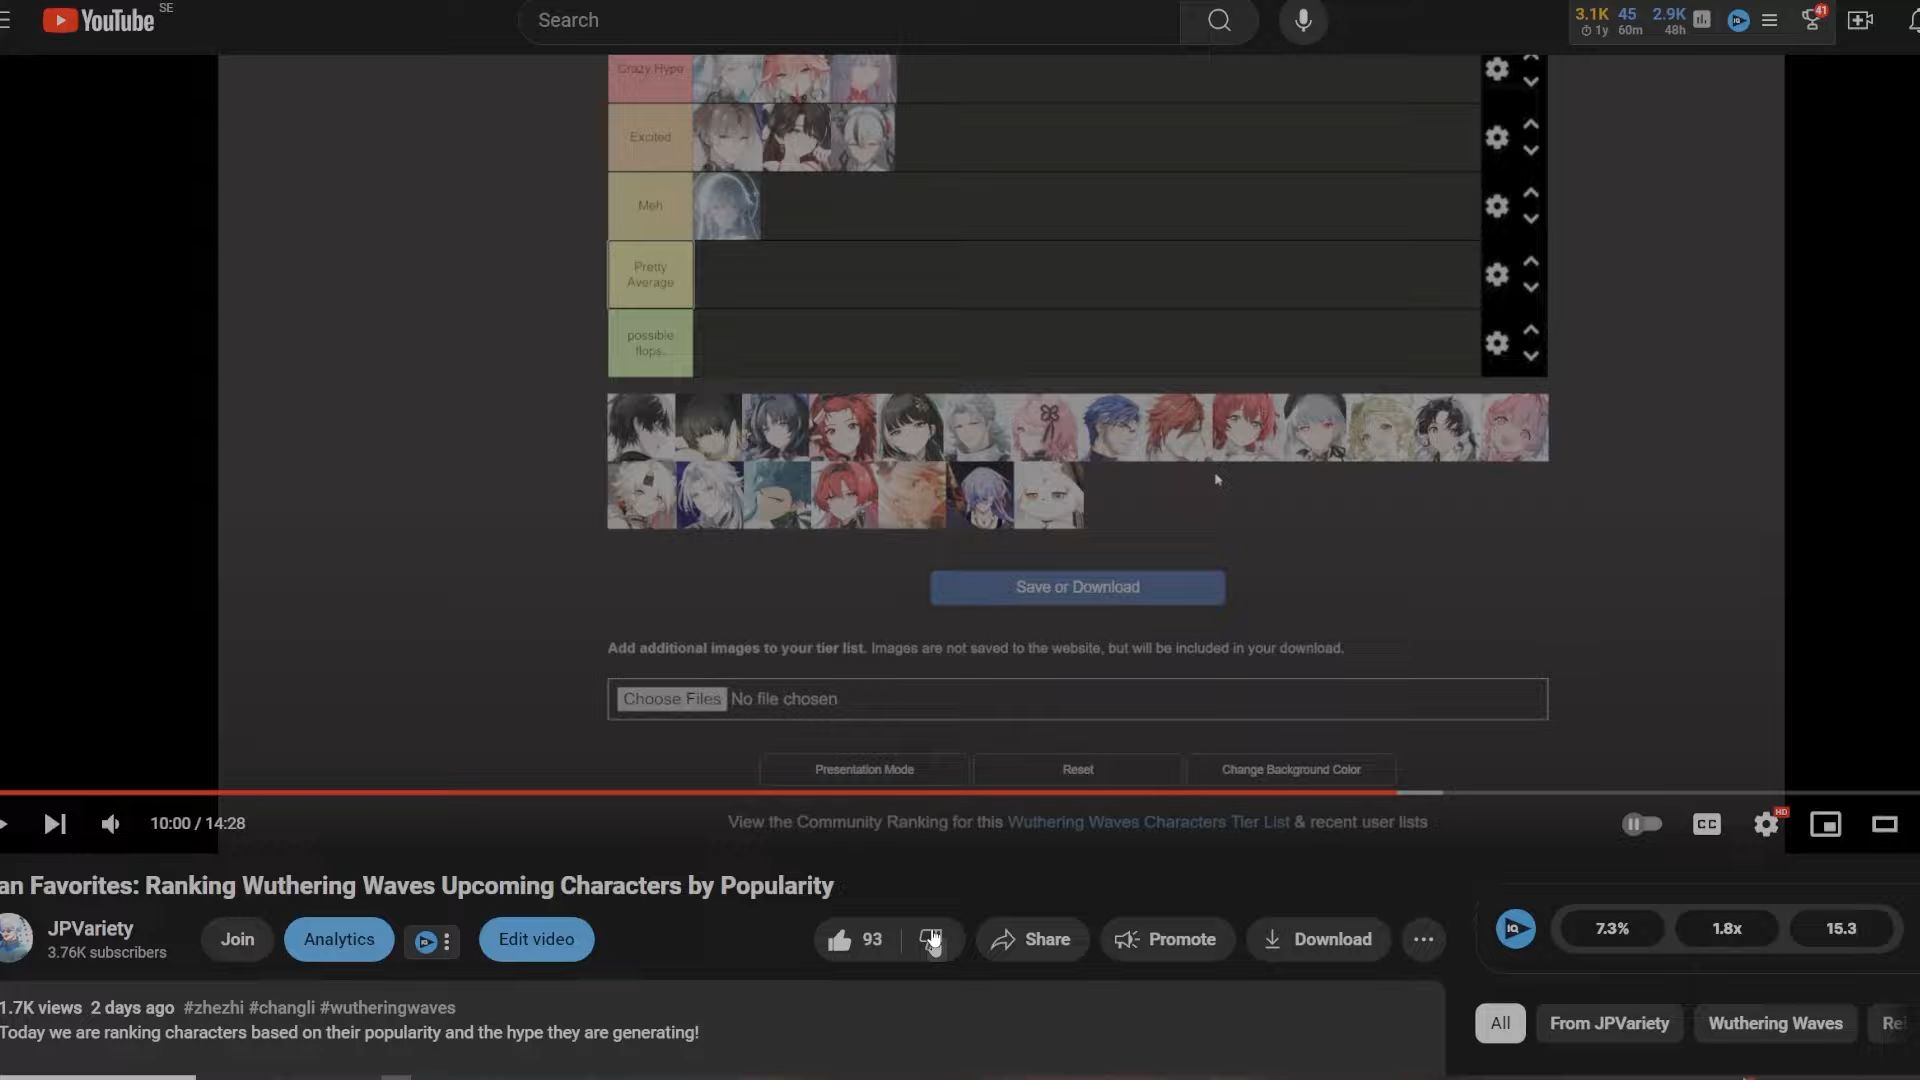 YouTube SE
Search
3.1K 45 2.9K
1y 60m 48h
41
Crazy Hype
Excited
Meh
Pretty
Average
possible
flops...
Save or Download
Add additional images to your tier list. Images are not saved to the website, but will be included in your download.
Choose Files No file chosen
Presentation Mode Reset Change Background Color
10:00 / 14:28
View the Community Ranking for this Wuthering Waves Characters Tier List & recent user lists
CC
HD
an Favorites: Ranking Wuthering Waves Upcoming Characters by Popularity
JPVariety
3.76K subscribers
Join Analytics Edit video
93 Share Promote Download
IQ 7.3% 1.8x 15.3
1.7K views 2 days ago #zhezhi #changli #wutheringwaves
Today we are ranking characters based on their popularity and the hype they are generating!
All From JPVariety Wuthering Waves Re